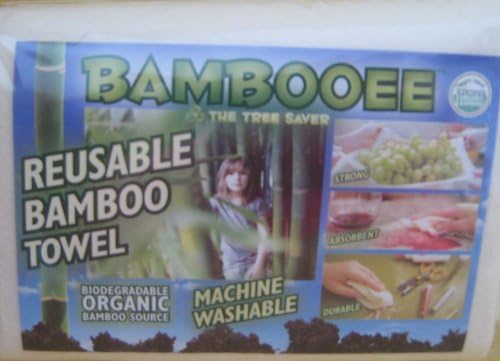 BAMBOOEE
THE TREE SAVER
REUSABLE
BAMBOO
TOWEL
STRONG
ABSORBENT
DURABLE
BIODEGRADABLE
ORGANIC
BAMBOO SOURCE
MACHINE
WASHABLE